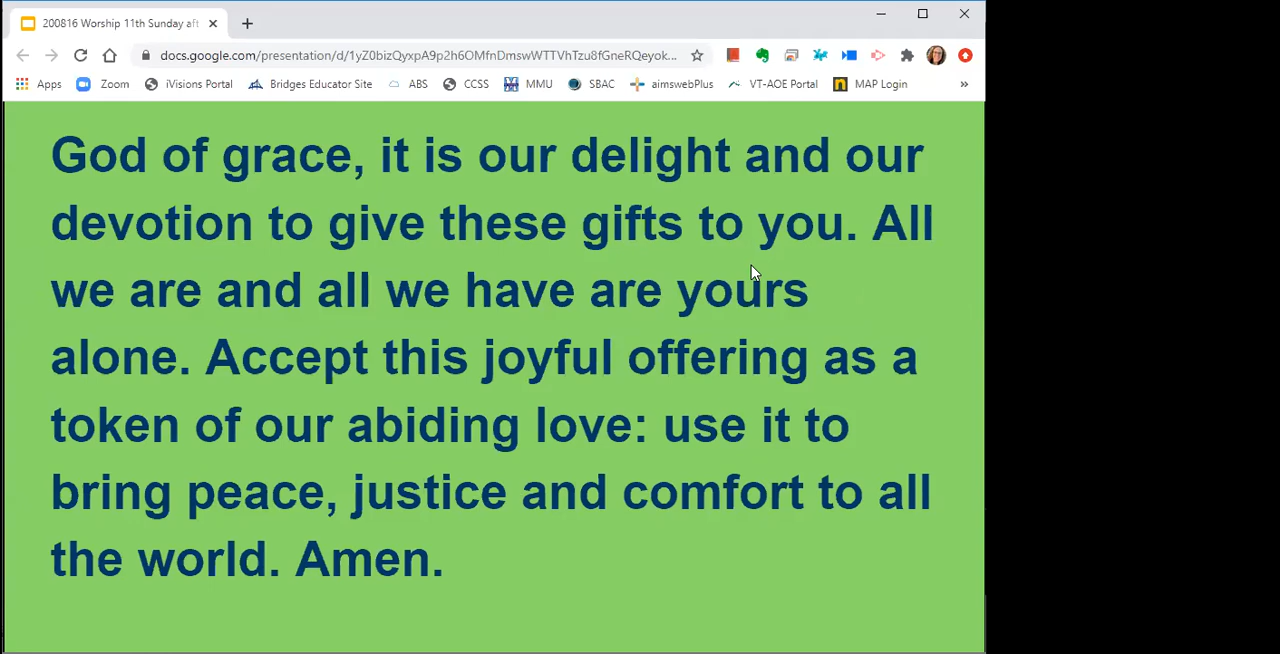 200816 Worship 11th Sunday aft
docs.google.com/presentation/d/1yZ0bizQyxpA9p2h6OMfnDmswWTTVhTzu8fGneRQeyok...
Apps Zoom iVisions Portal Bridges Educator Site ABS CCSS MMU SBAC aimswebPlus VT-AOE Portal MAP Login »
God of grace, it is our delight and our
devotion to give these gifts to you. All
we are and all we have are yours
alone. Accept this joyful offering as a
token of our abiding love: use it to
bring peace, justice and comfort to all
the world. Amen.